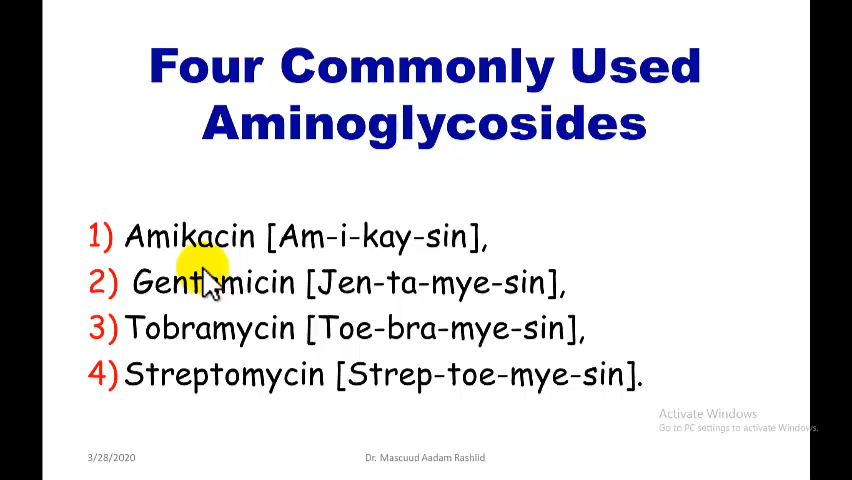 Four Commonly Used
Aminoglycosides
1) Amikacin [Am-i-kay-sin],
2) Gentamicin [Jen-ta-mye-sin],
3) Tobramycin [Toe-bra-mye-sin],
4) Streptomycin [Strep-toe-mye-sin].
Activate Windows
Go to PC settings to activate Windows.
3/28/2020 Dr. Mascuud Aadam Rashiid